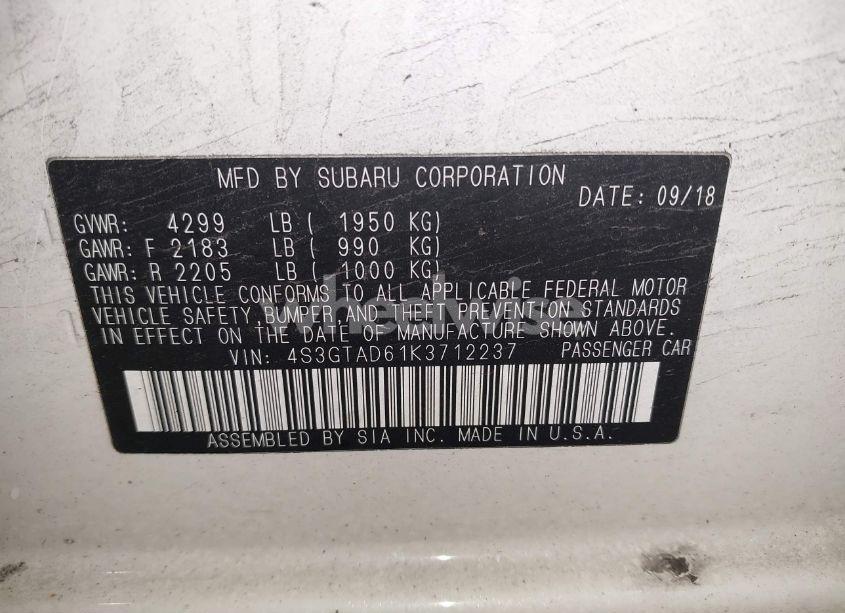 MFD BY SUBARU CORPORATION
DATE: 09/18
GVWR: 4299 LB ( 1950 KG)
GAWR: F 2183 LB ( 990 KG)
GAWR: R 2205 LB ( 1000 KG)
THIS VEHICLE CONFORMS TO ALL APPLICABLE FEDERAL MOTOR
VEHICLE SAFETY,BUMPER,AND THEFT PREVENTION STANDARDS
IN EFFECT ON THE DATE OF MANUFACTURE SHOWN ABOVE.
VIN: 4S3GTAD61K3712237 PASSENGER CAR
ASSEMBLED BY SIA INC. MADE IN U.S.A.
wheelwise